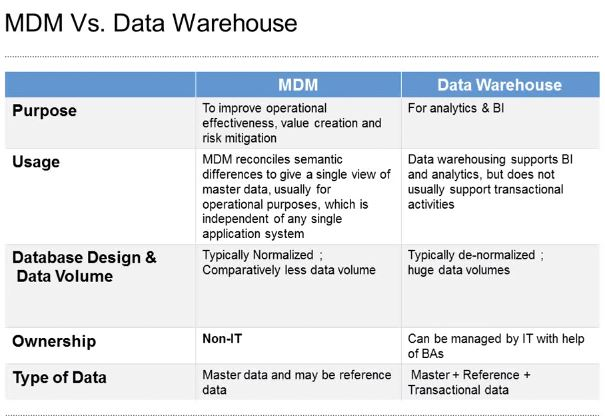 MDM Vs. Data Warehouse
MDM
Data Warehouse
Purpose
To improve operational
effectiveness, value creation and
risk mitigation
For analytics & BI
Usage
MDM reconciles semantic
differences to give a single view of
master data, usually for
operational purposes, which is
independent of any single
application system
Data warehousing supports BI
and analytics, but does not
usually support transactional
activities
Database Design &
Data Volume
Typically Normalized ;
Comparatively less data volume
Typically de-normalized ;
huge data volumes
Ownership
Non-IT
Can be managed by IT with help
of BAs
Type of Data
Master data and may be reference
data
Master + Reference +
Transactional data